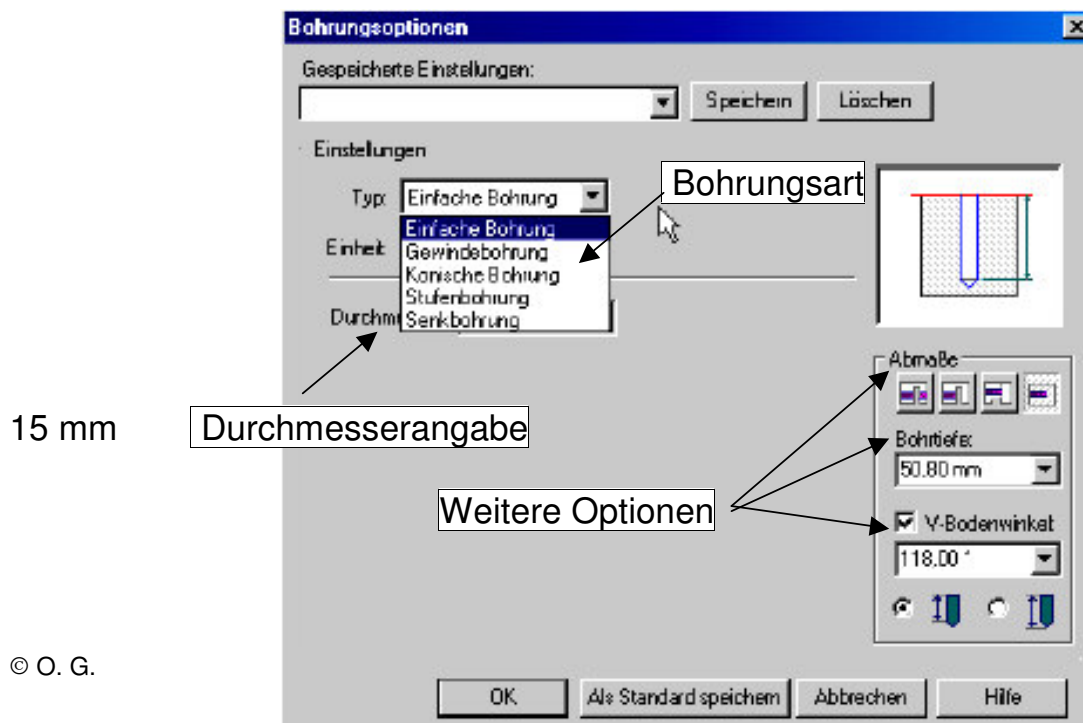 Bohrungsoptionen
Gespeicherte Einstellungen:
Speichern Löschen
Einstellungen
Bohrungsart
Typ: Einfache Bohrung
Einfache Bohrung
Einheit Gewindebohrung
Konische Bohrung
Stufenbohrung
Durchm Senkbohrung
Abmaße
15 mm Durchmesserangabe
Bohrtiefe:
50.80 mm
Weitere Optionen
V-Bodenwinkel:
118.00 °
© O. G.
OK Als Standard speichern Abbrechen Hilfe